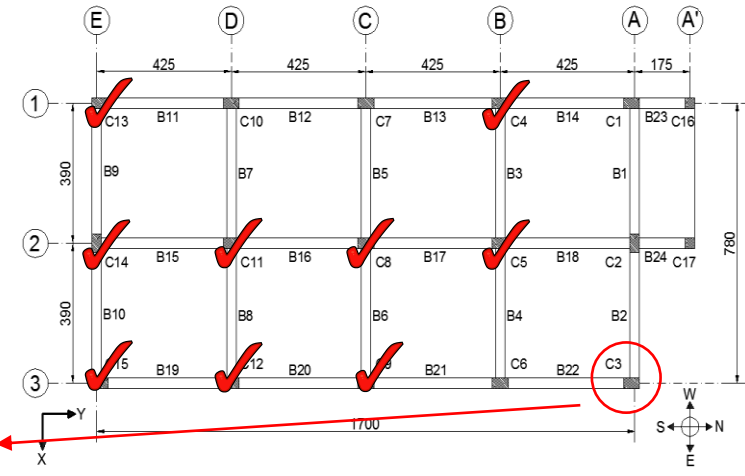 E D C B A A'
425 425 425 425 175
1
C13 B11 C10 B12 C7 B13 C4 B14 C1 B23 C16
390 B9 B7 B5 B3 B1
2
C14 B15 C11 B16 C8 B17 C5 B18 C2 B24 C17
780
390 B10 B8 B6 B4 B2
C15 B19 C12 B20 C9 B21 C6 B22 C3
3
Y
X
1700
W
S N
E